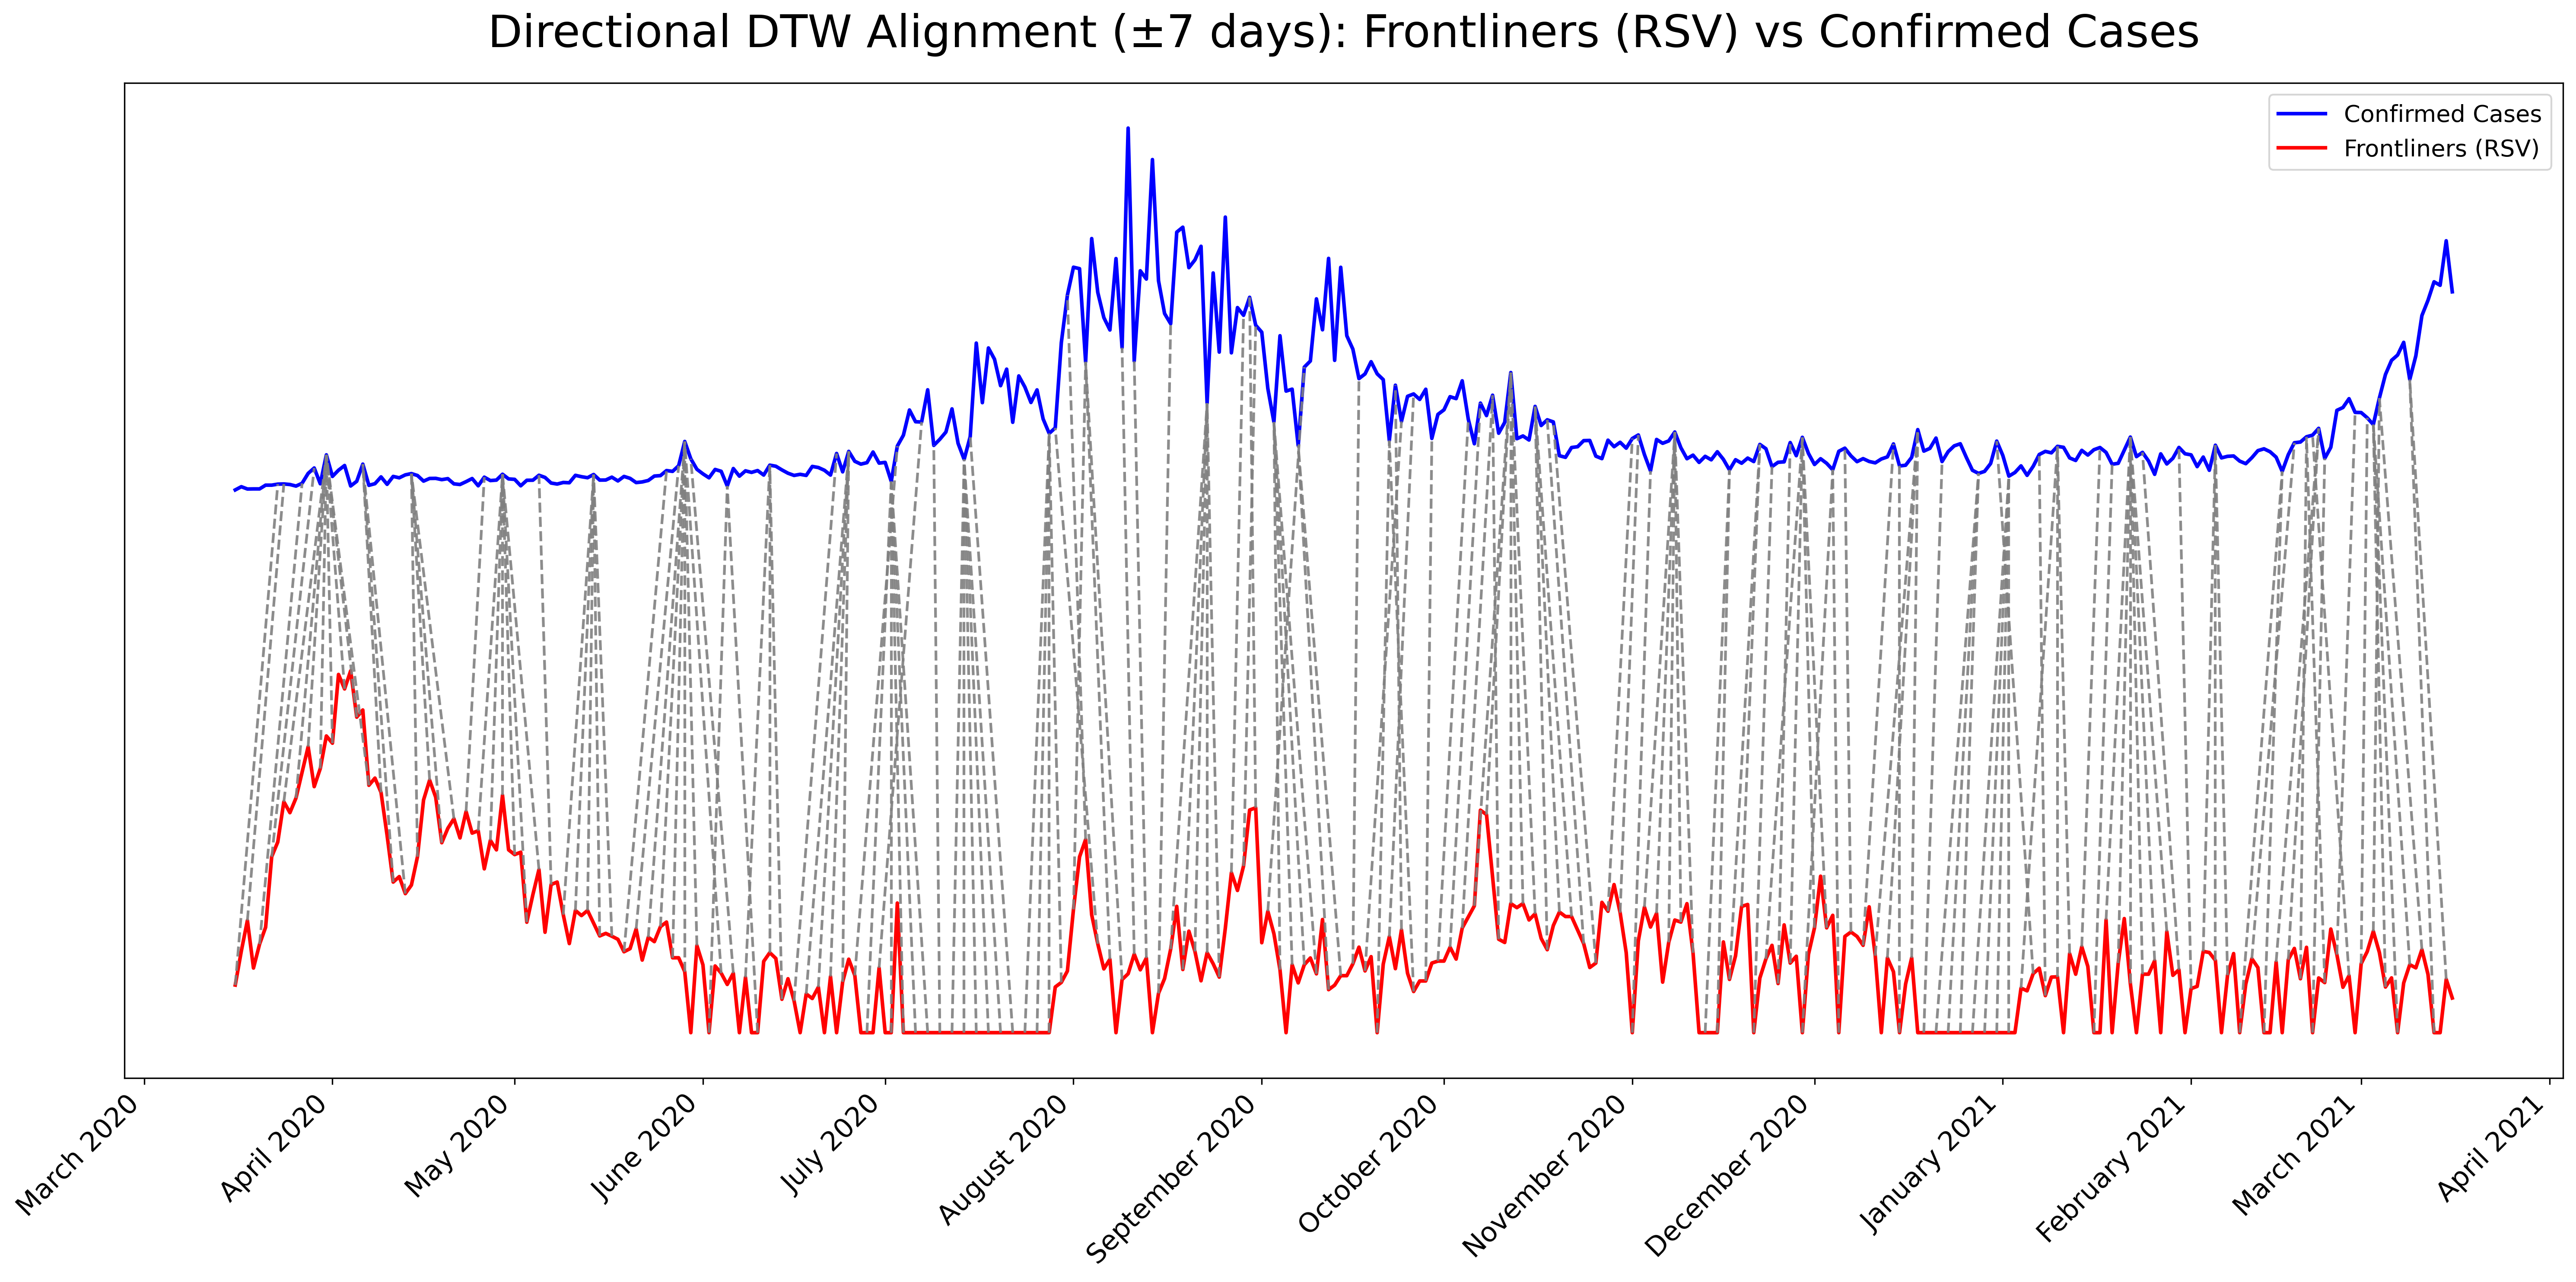 Directional DTW Alignment (±7 days): Frontliners (RSV) vs Confirmed Cases
Confirmed Cases
Frontliners (RSV)
March 2020
April 2020
May 2020
June 2020
July 2020
August 2020
September 2020
October 2020
November 2020
December 2020
January 2021
February 2021
March 2021
April 2021